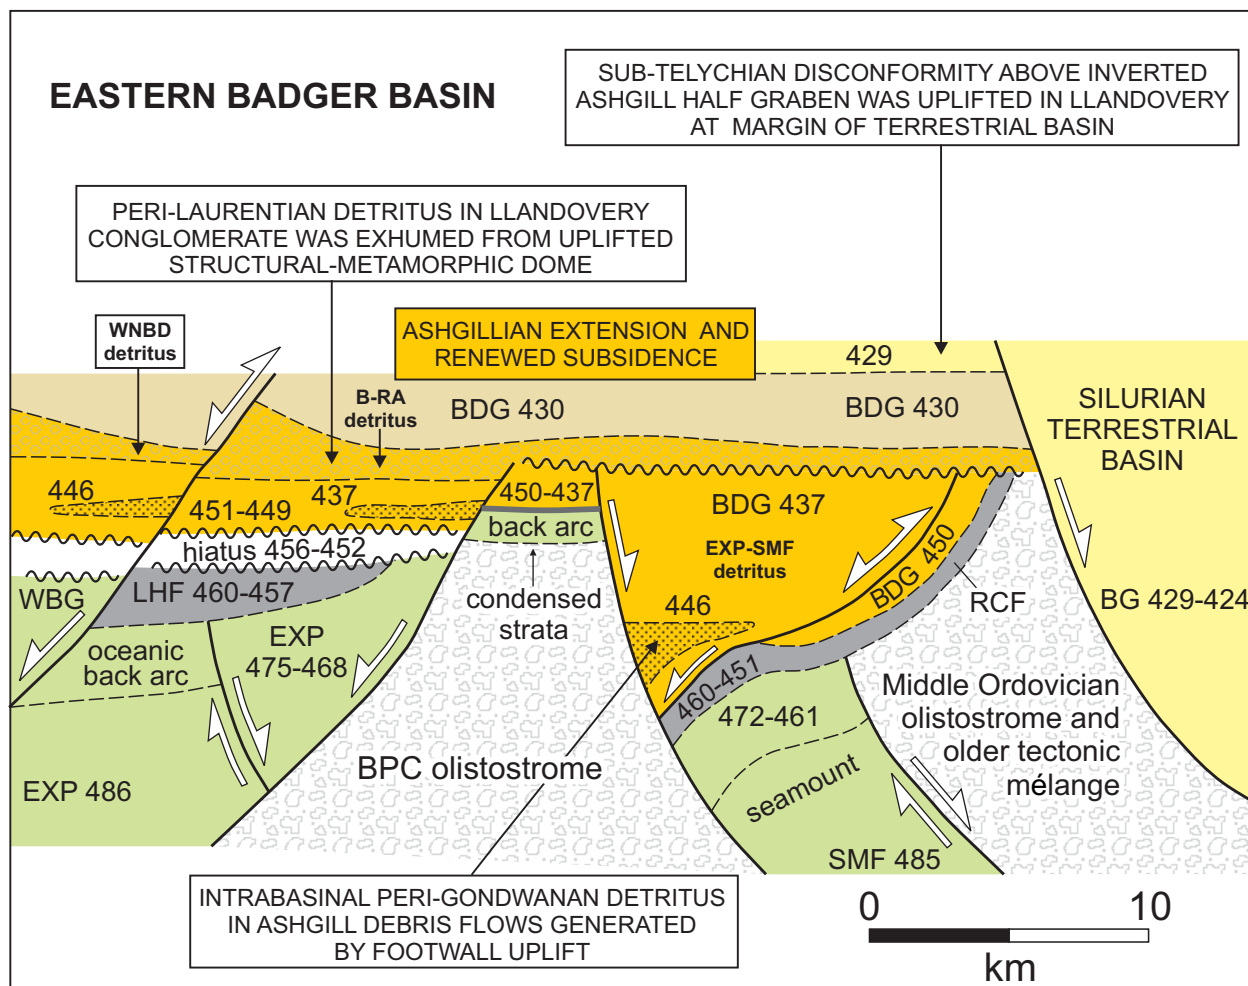 EASTERN BADGER BASIN
SUB-TELYCHIAN DISCONFORMITY ABOVE INVERTED
ASHGILL HALF GRABEN WAS UPLIFTED IN LLANDOVERY
AT MARGIN OF TERRESTRIAL BASIN
PERI-LAURENTIAN DETRITUS IN LLANDOVERY
CONGLOMERATE WAS EXHUMED FROM UPLIFTED
STRUCTURAL-METAMORPHIC DOME
WNBD
detritus
ASHGILLIAN EXTENSION AND
RENEWED SUBSIDENCE
429
B-RA
detritus
BDG 430
BDG 430
SILURIAN
TERRESTRIAL
BASIN
446
451-449
437
450-437
BDG 437
back arc
hiatus 456-452
EXP-SMF
detritus
BDG 450
LHF 460-457
WBG
condensed
strata
446
RCF
BG 429-424
oceanic
back arc
EXP
475-468
460-451
472-461
Middle Ordovician
olistostrome and
older tectonic
mélange
EXP 486
BPC olistostrome
seamount
SMF 485
INTRABASINAL PERI-GONDWANAN DETRITUS
IN ASHGILL DEBRIS FLOWS GENERATED
BY FOOTWALL UPLIFT
0 10
km